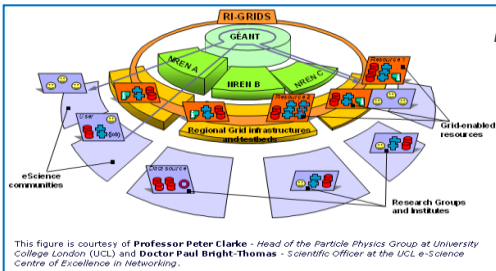 RI-GRIDS
GÉANT
NREN A
NREN B
NREN C
Resource 1
Resource
User
Regional Grid infrastructures
and testbeds
Grid-enabled
resources
eScience
communities
Data source
Research Groups
and Institutes
This figure is courtesy of Professor Peter Clarke - Head of the Particle Physics Group at University
College London (UCL) and Doctor Paul Bright-Thomas - Scientific Officer at the UCL e-Science
Centre of Excellence in Networking.